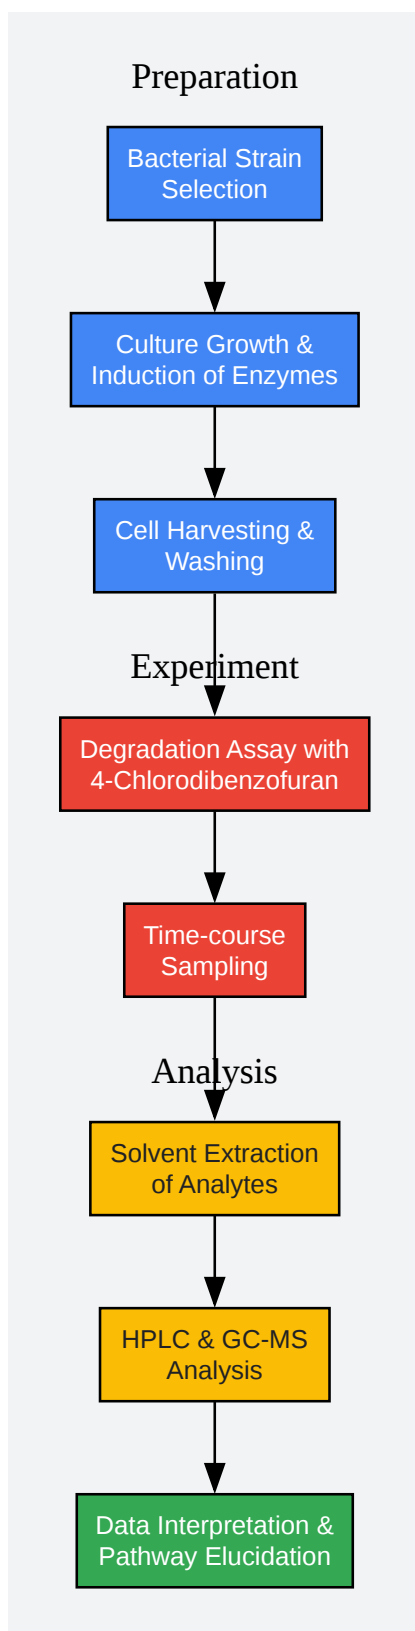 Preparation
Bacterial Strain
Selection
Culture Growth &
Induction of Enzymes
Cell Harvesting &
Washing
Experiment
Degradation Assay with
4-Chlorodibenzofuran
Time-course
Sampling
Analysis
Solvent Extraction
of Analytes
HPLC & GC-MS
Analysis
Data Interpretation &
Pathway Elucidation